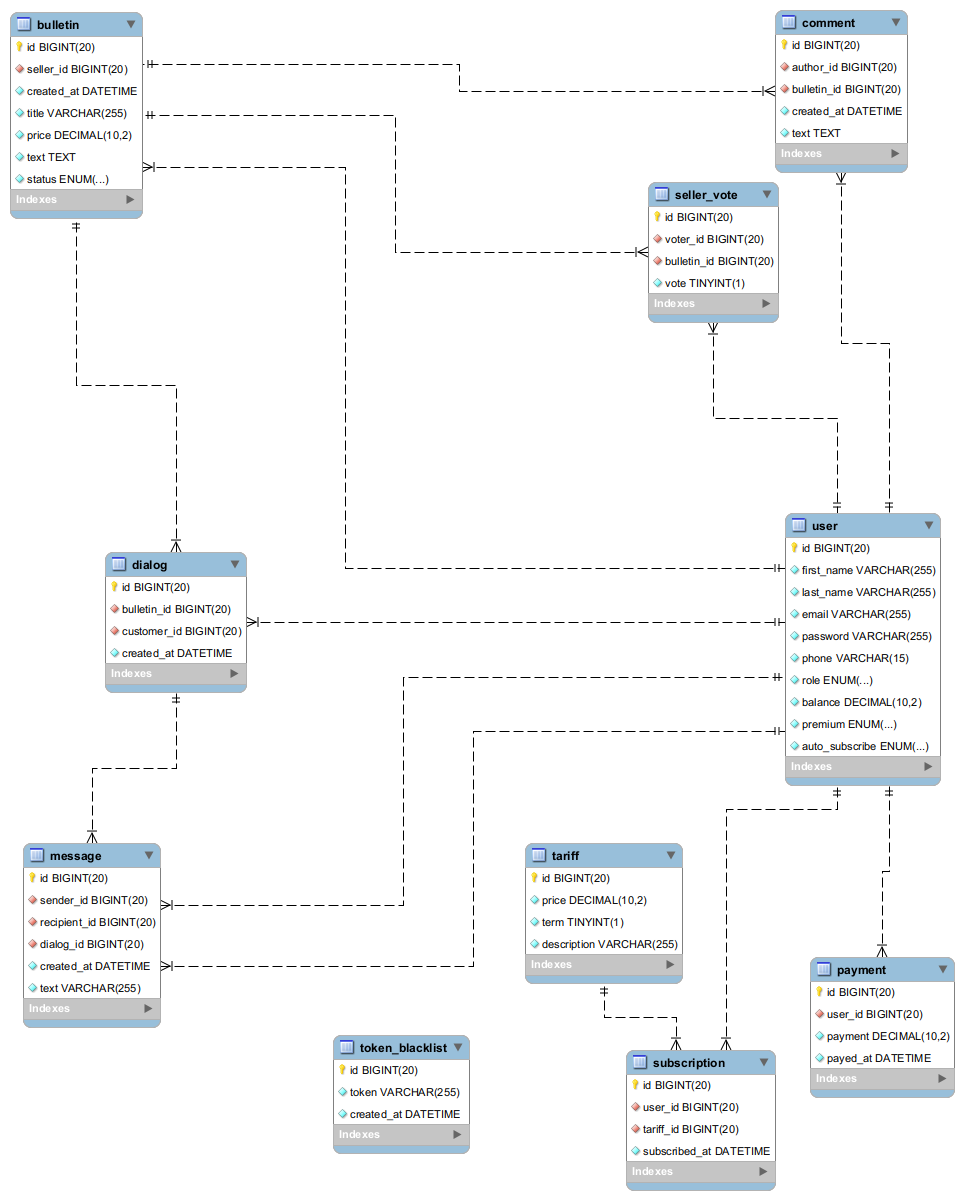 bulletin
id BIGINT(20)
seller_id BIGINT(20)
created_at DATETIME
title VARCHAR(255)
price DECIMAL(10,2)
text TEXT
status ENUM(...)
Indexes
comment
id BIGINT(20)
author_id BIGINT(20)
bulletin_id BIGINT(20)
created_at DATETIME
text TEXT
Indexes
seller_vote
id BIGINT(20)
voter_id BIGINT(20)
bulletin_id BIGINT(20)
vote TINYINT(1)
Indexes
user
id BIGINT(20)
first_name VARCHAR(255)
last_name VARCHAR(255)
email VARCHAR(255)
password VARCHAR(255)
phone VARCHAR(15)
role ENUM(...)
balance DECIMAL(10,2)
premium ENUM(...)
auto_subscribe ENUM(...)
Indexes
dialog
id BIGINT(20)
bulletin_id BIGINT(20)
customer_id BIGINT(20)
created_at DATETIME
Indexes
message
id BIGINT(20)
sender_id BIGINT(20)
recipient_id BIGINT(20)
dialog_id BIGINT(20)
created_at DATETIME
text VARCHAR(255)
Indexes
tariff
id BIGINT(20)
price DECIMAL(10,2)
term TINYINT(1)
description VARCHAR(255)
Indexes
payment
id BIGINT(20)
user_id BIGINT(20)
payment DECIMAL(10,2)
payed_at DATETIME
Indexes
token_blacklist
id BIGINT(20)
token VARCHAR(255)
created_at DATETIME
Indexes
subscription
id BIGINT(20)
user_id BIGINT(20)
tariff_id BIGINT(20)
subscribed_at DATETIME
Indexes